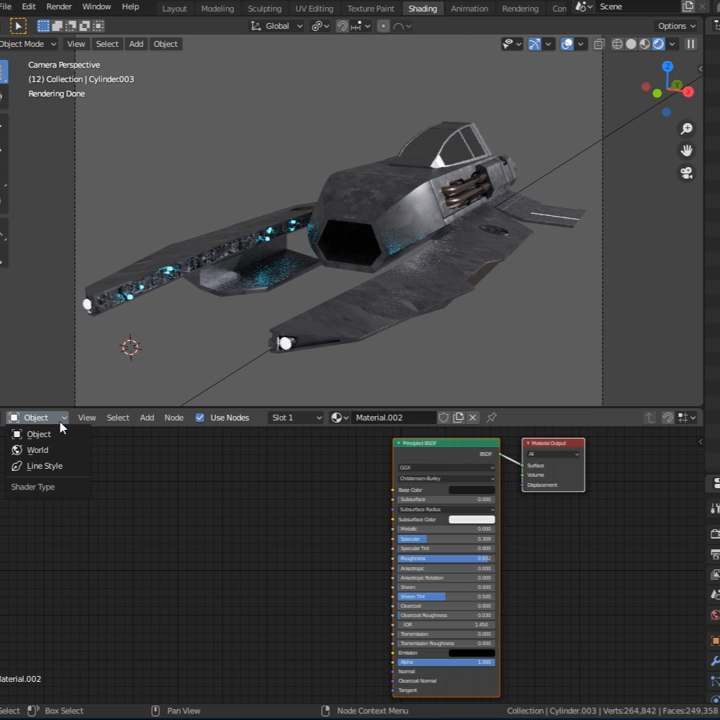 File Edit Render Window Help Layout Modeling Sculpting UV Editing Texture Paint Shading Animation Rendering Scene
Global Options
Object Mode View Select Add Object
Camera Perspective
(12) Collection | Cylinder.003
Rendering Done
Z
Y
X
Object View Select Add Node Use Nodes Slot 1 Material.002
Object
World
Line Style
Shader Type
Principled BSDF
BSDF
GGX
Christensen-Burley
Base Color
Subsurface 0.000
Subsurface Radius
Subsurface Color
Metallic 0.000
Specular 0.309
Specular Tint 0.000
Roughness
Anisotropic 0.000
Anisotropic Rotation 0.000
Sheen 0.000
Sheen Tint 0.500
Clearcoat 0.000
Clearcoat Roughness 0.030
IOR 1.450
Transmission 0.000
Transmission Roughness 0.000
Emission
Alpha 1.000
Normal
Clearcoat Normal
Tangent
Material Output
All
Surface
Volume
Displacement
Material.002
Select Box Select Pan View Node Context Menu Collection | Cylinder.003 | Verts:264,842 | Faces:249,358